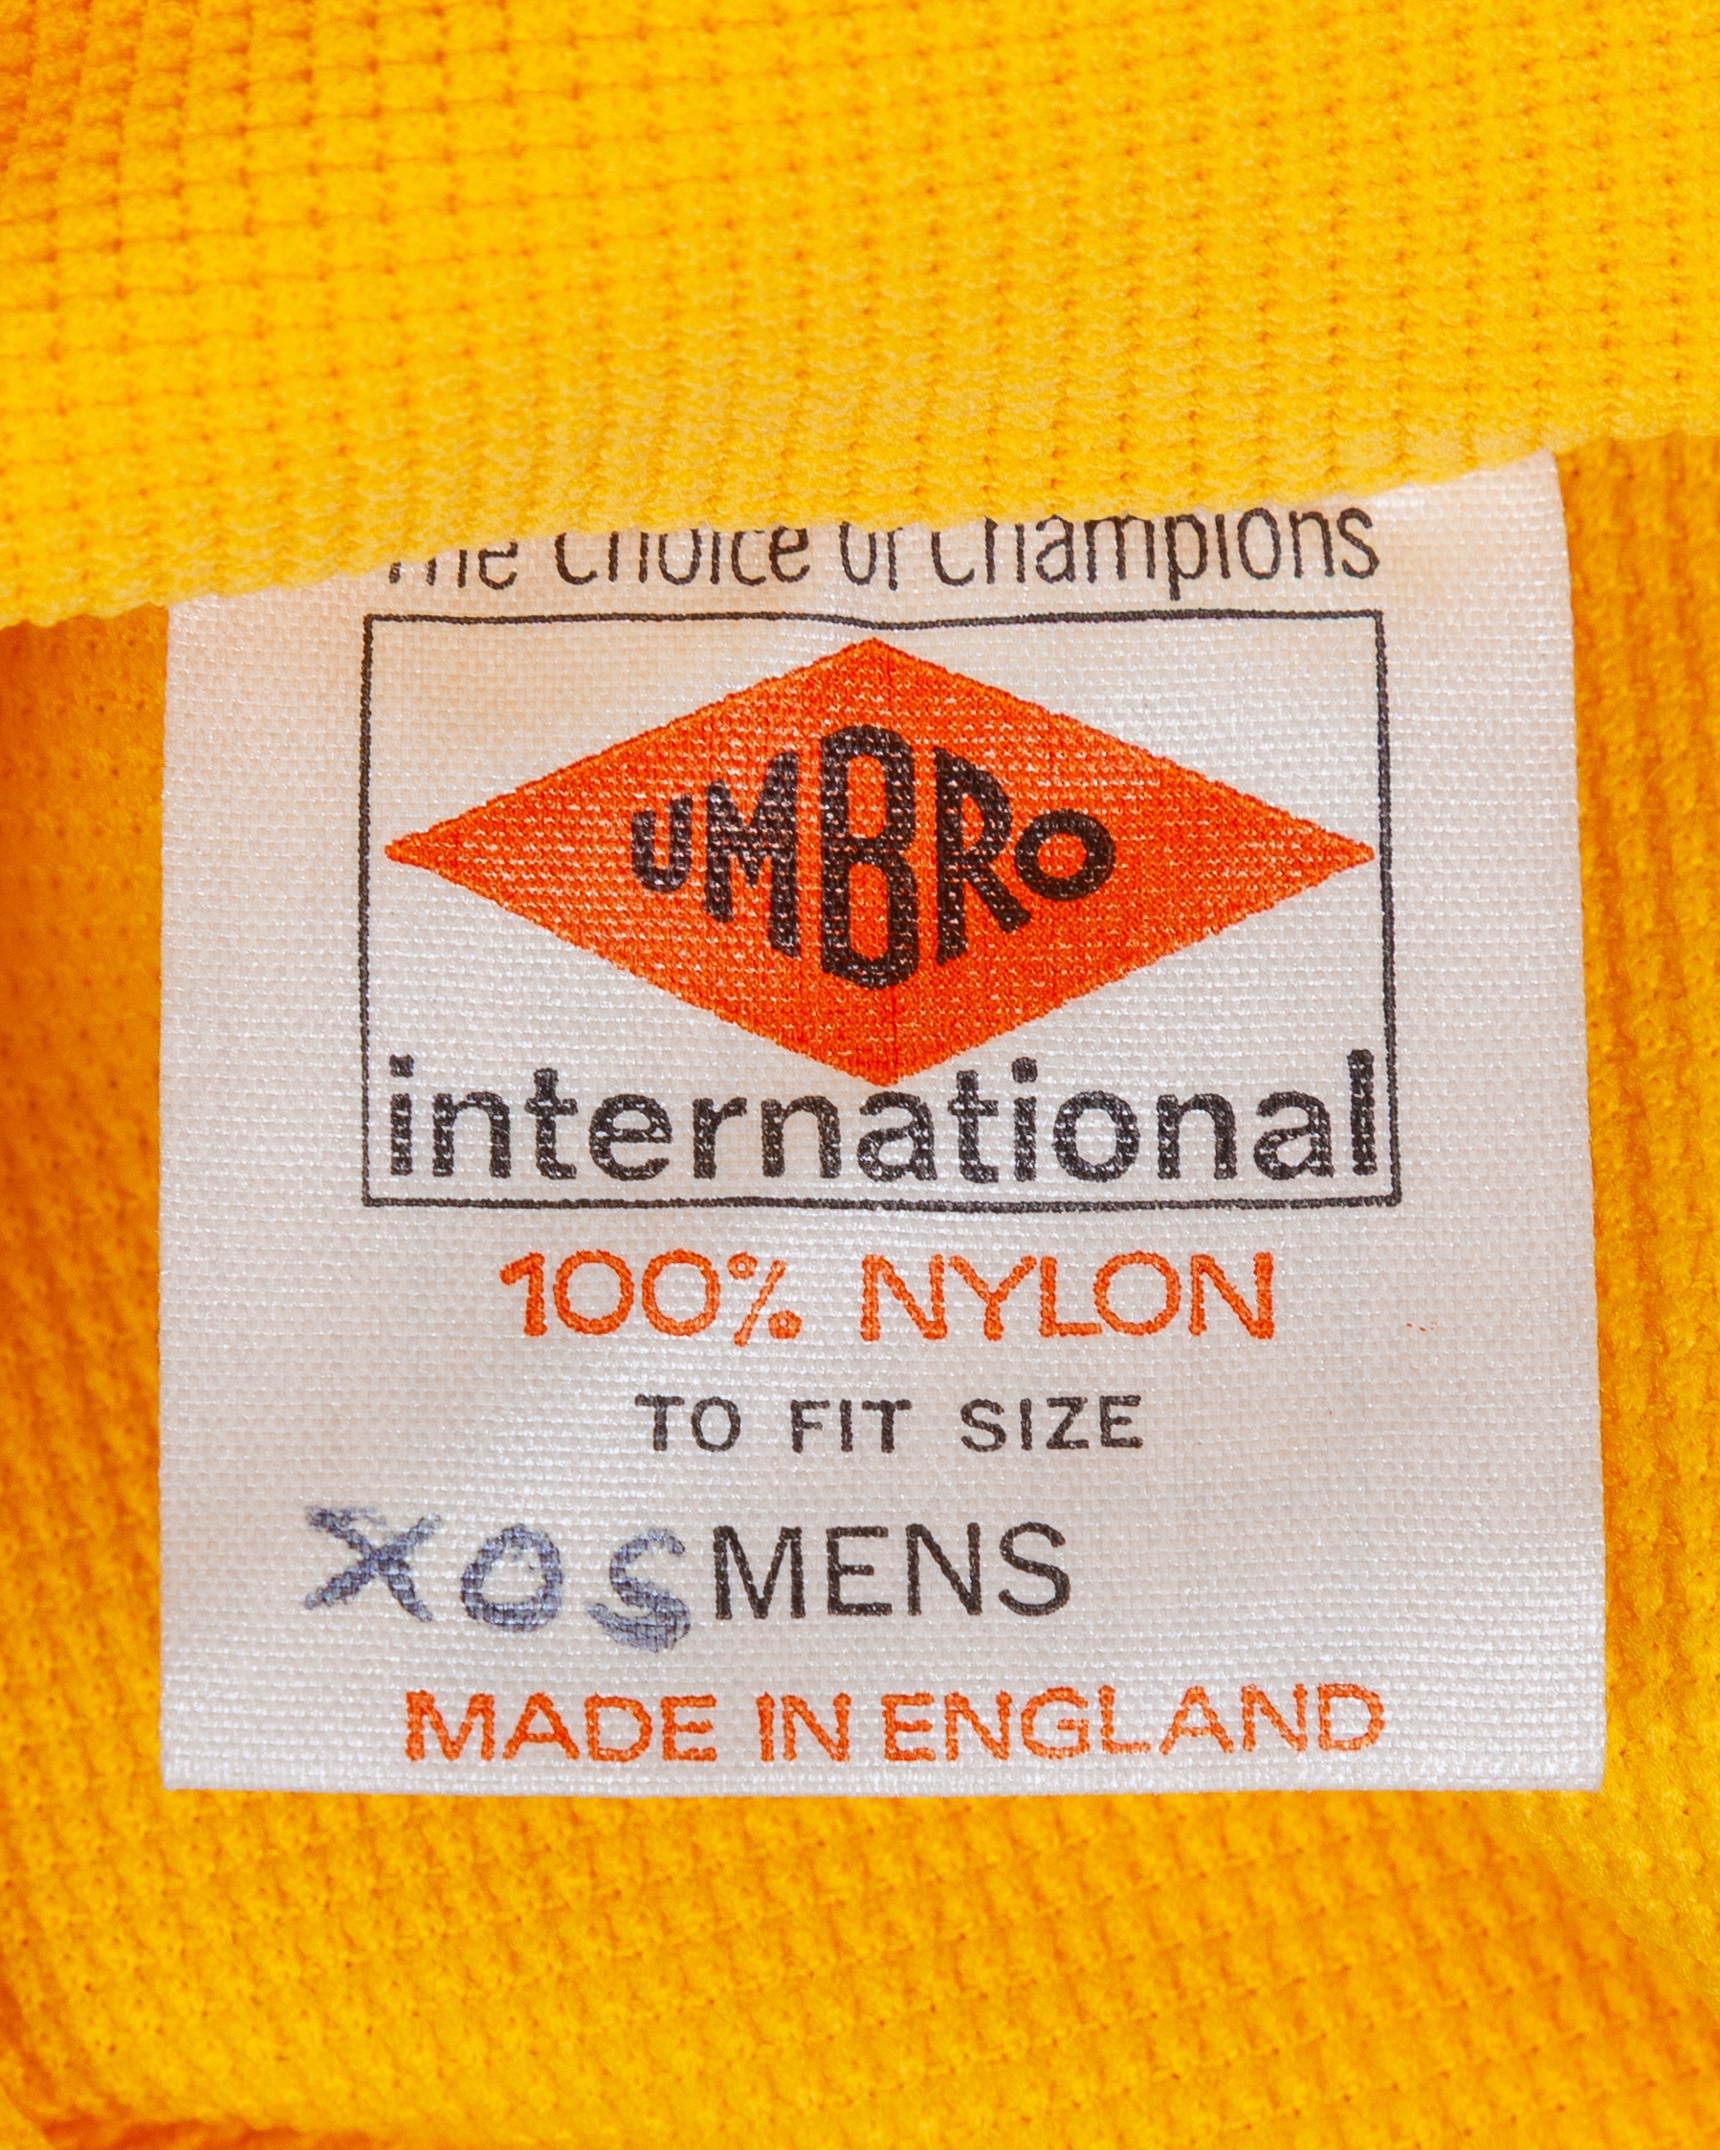 The Choice of Champions
UMBRO
international
100% NYLON
TO FIT SIZE
XOS MENS
MADE IN ENGLAND